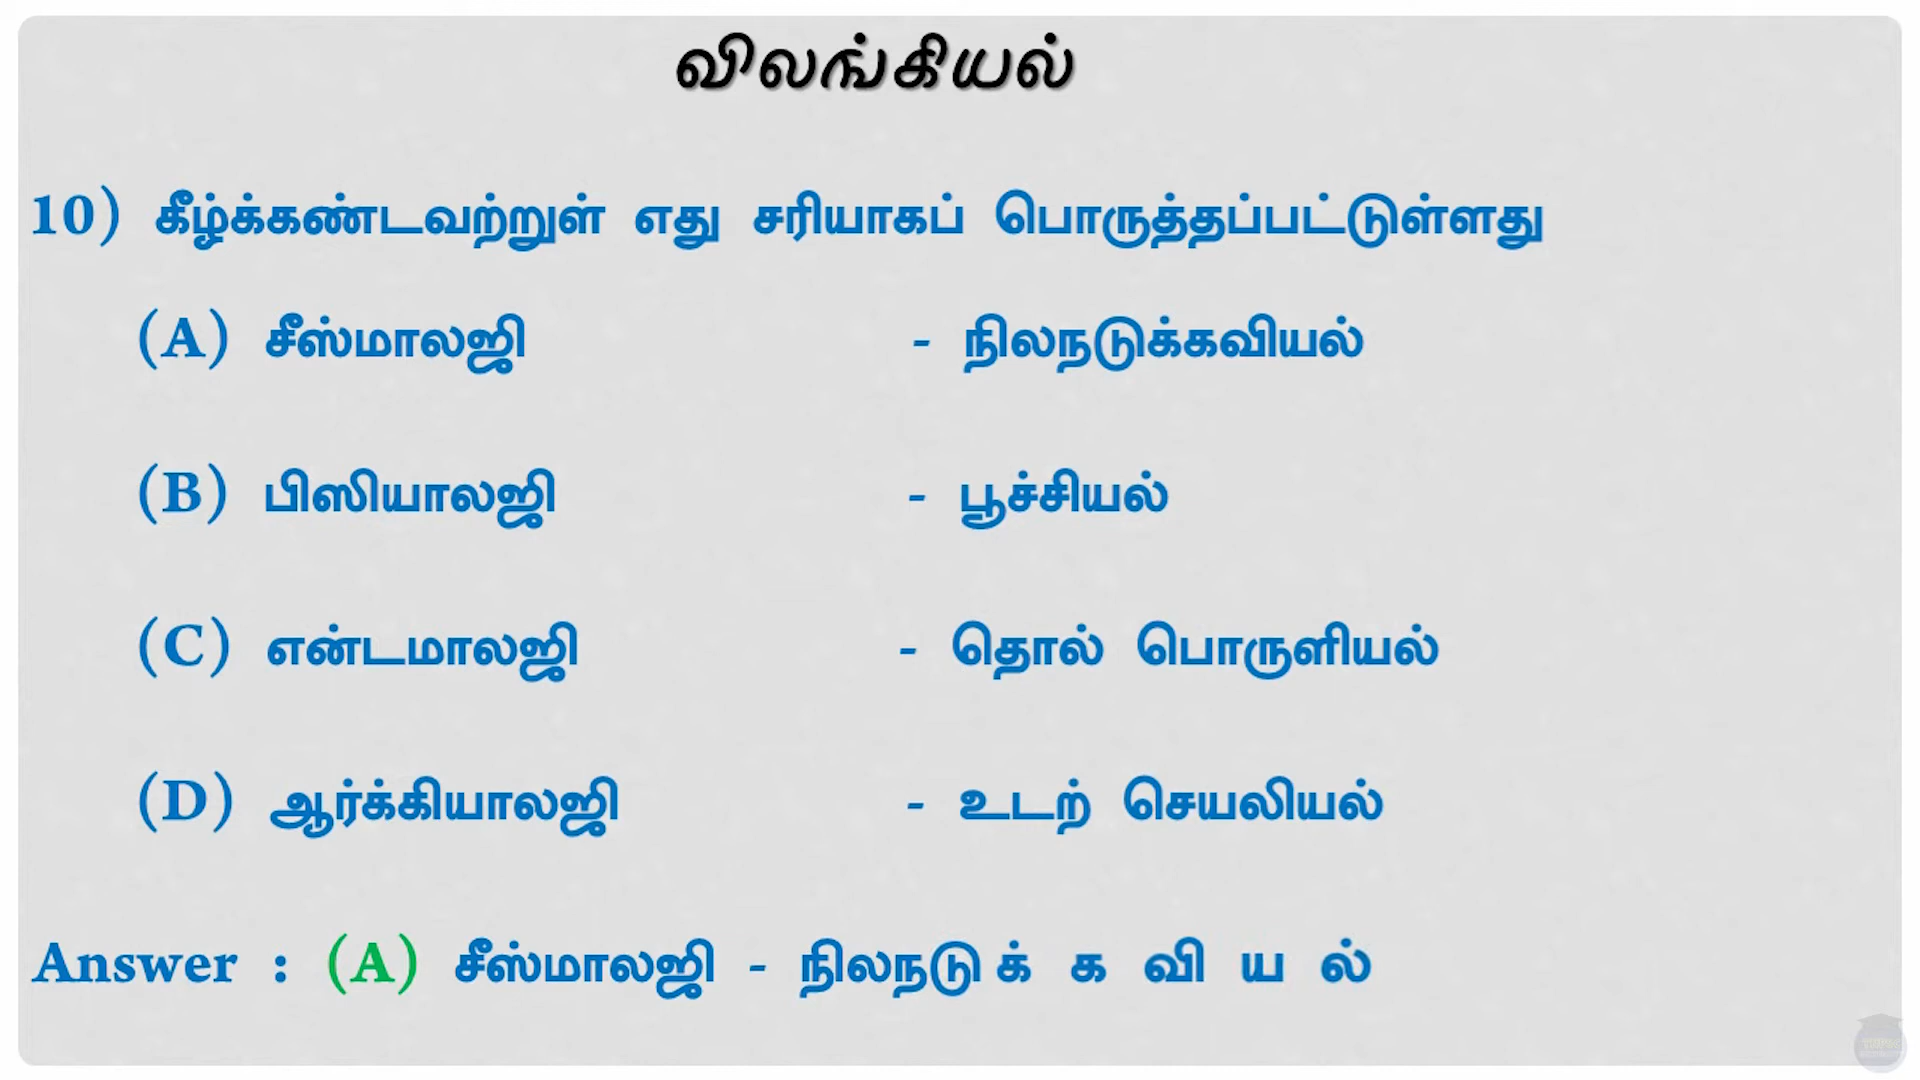 விலங்கியல்
10) கீழ்க்கண்டவற்றுள் எது சரியாகப் பொருத்தப்பட்டுள்ளது
(A) சீஸ்மாலஜி - நிலநடுக்கவியல்
(B) பிஸியாலஜி - பூச்சியல்
(C) என்டமாலஜி - தொல் பொருளியல்
(D) ஆர்க்கியாலஜி - உடற் செயலியல்
Answer : (A) சீஸ்மாலஜி - நிலநடு க் க வி ய ல்